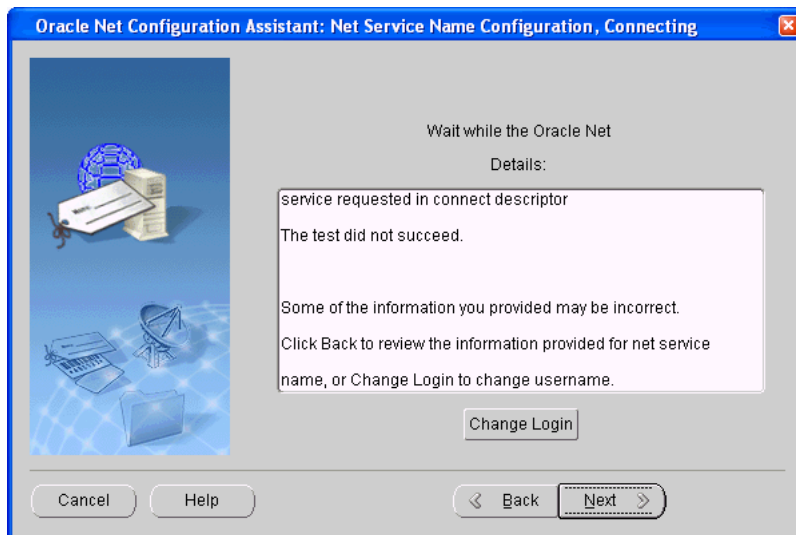 Oracle Net Configuration Assistant: Net Service Name Configuration, Connecting
Wait while the Oracle Net
Details:
service requested in connect descriptor
The test did not succeed.
Some of the information you provided may be incorrect.
Click Back to review the information provided for net service
name, or Change Login to change username.
Change Login
Cancel
Help
Back
Next